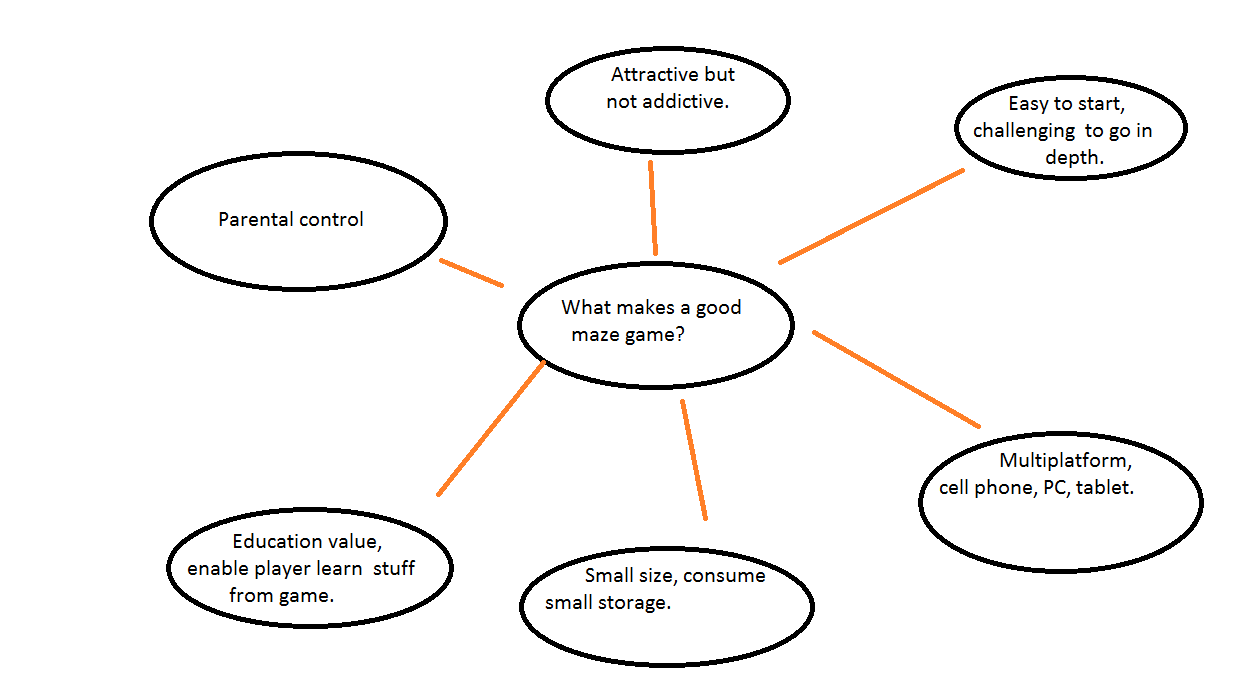 Attractive but
not addictive.
Easy to start,
challenging  to go in
depth.
Parental control
What makes a good
maze game?
Multiplatform,
cell phone, PC, tablet.
Education value,
enable player learn  stuff
from game.
Small size, consume
small storage.